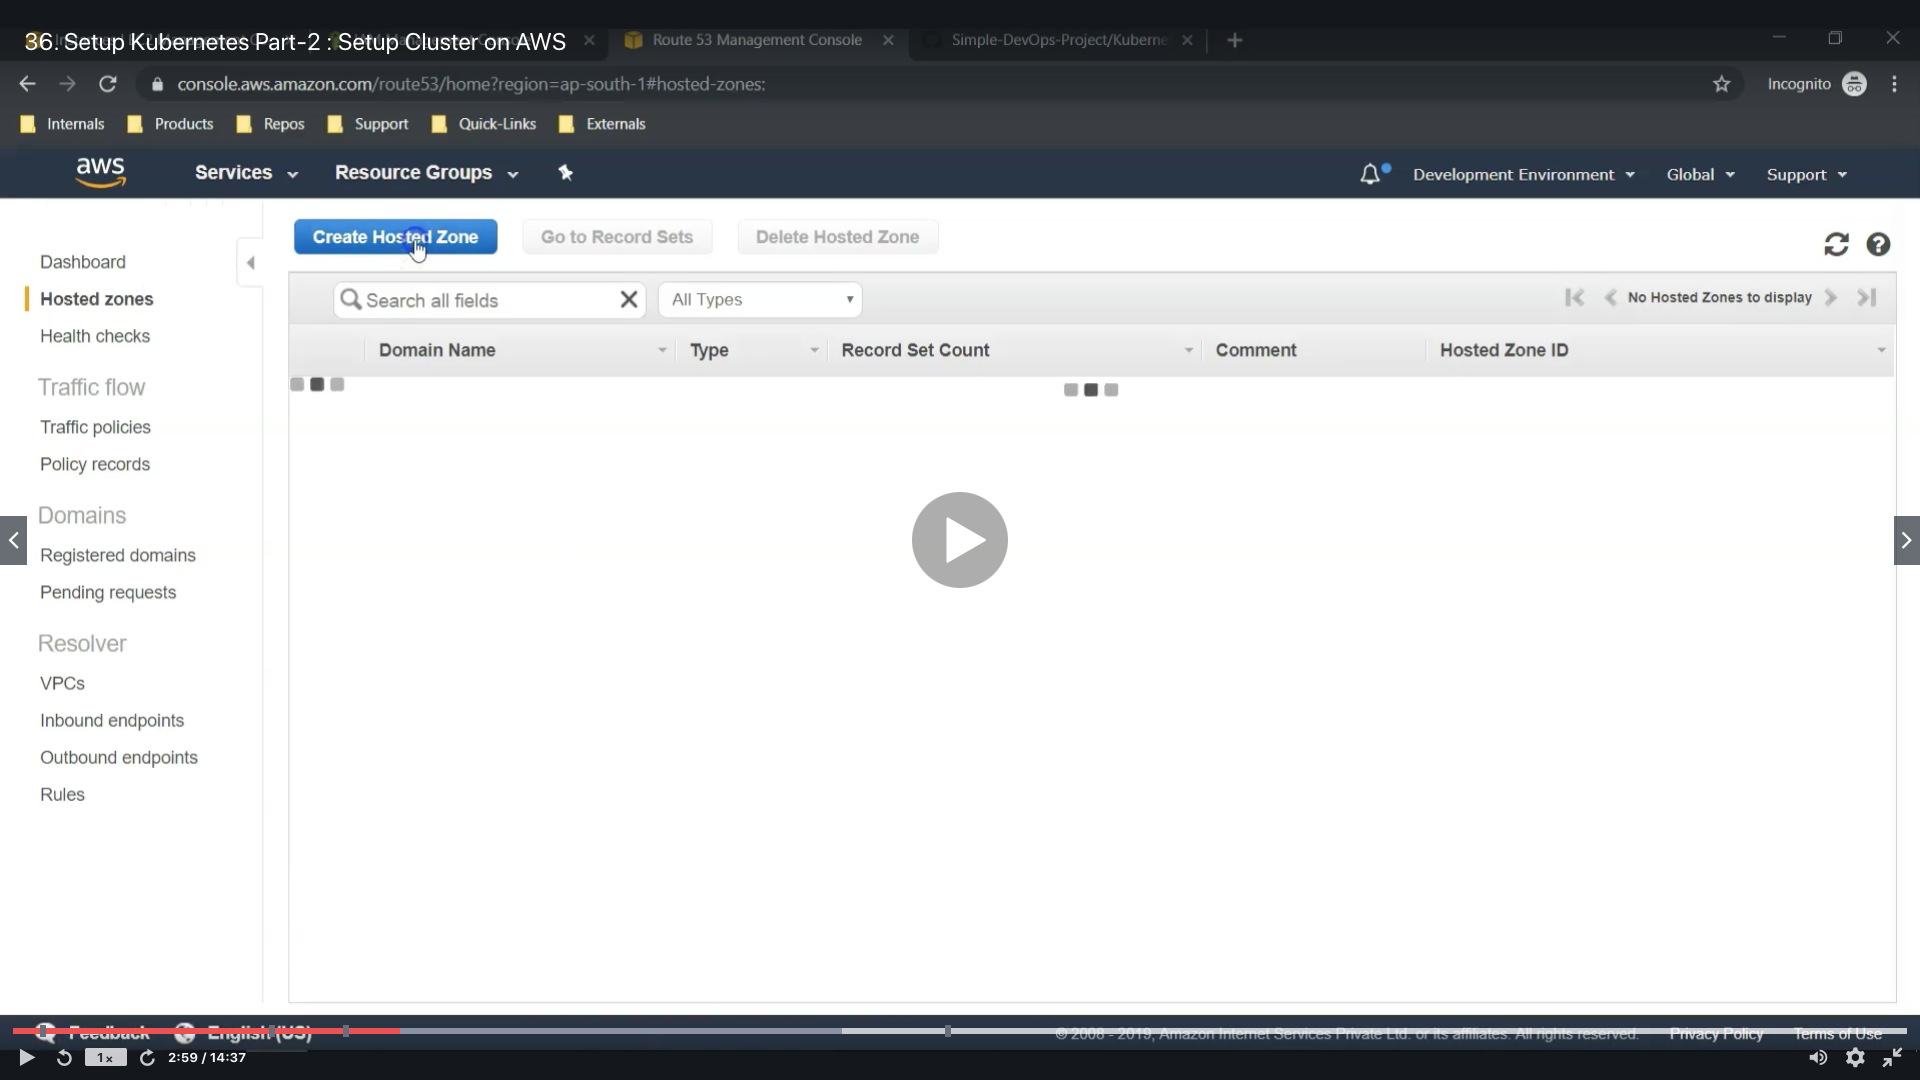 36. Setup Kubernetes Part-2 : Setup Cluster on AWS
Route 53 Management Console
Simple-DevOps-Project/Kuberne
console.aws.amazon.com/route53/home?region=ap-south-1#hosted-zones:
Incognito
Internals Products Repos Support Quick-Links Externals
aws Services Resource Groups Development Environment Global Support
Create Hosted Zone Go to Record Sets Delete Hosted Zone
Dashboard
Hosted zones
Health checks
Traffic flow
Traffic policies
Policy records
Domains
Registered domains
Pending requests
Resolver
VPCs
Inbound endpoints
Outbound endpoints
Rules
Search all fields All Types No Hosted Zones to display
Domain Name Type Record Set Count Comment Hosted Zone ID
Feedback English (US) © 2008 - 2019, Amazon Internet Services Private Ltd. or its affiliates. All rights reserved. Privacy Policy Terms of Use
1x 2:59 / 14:37